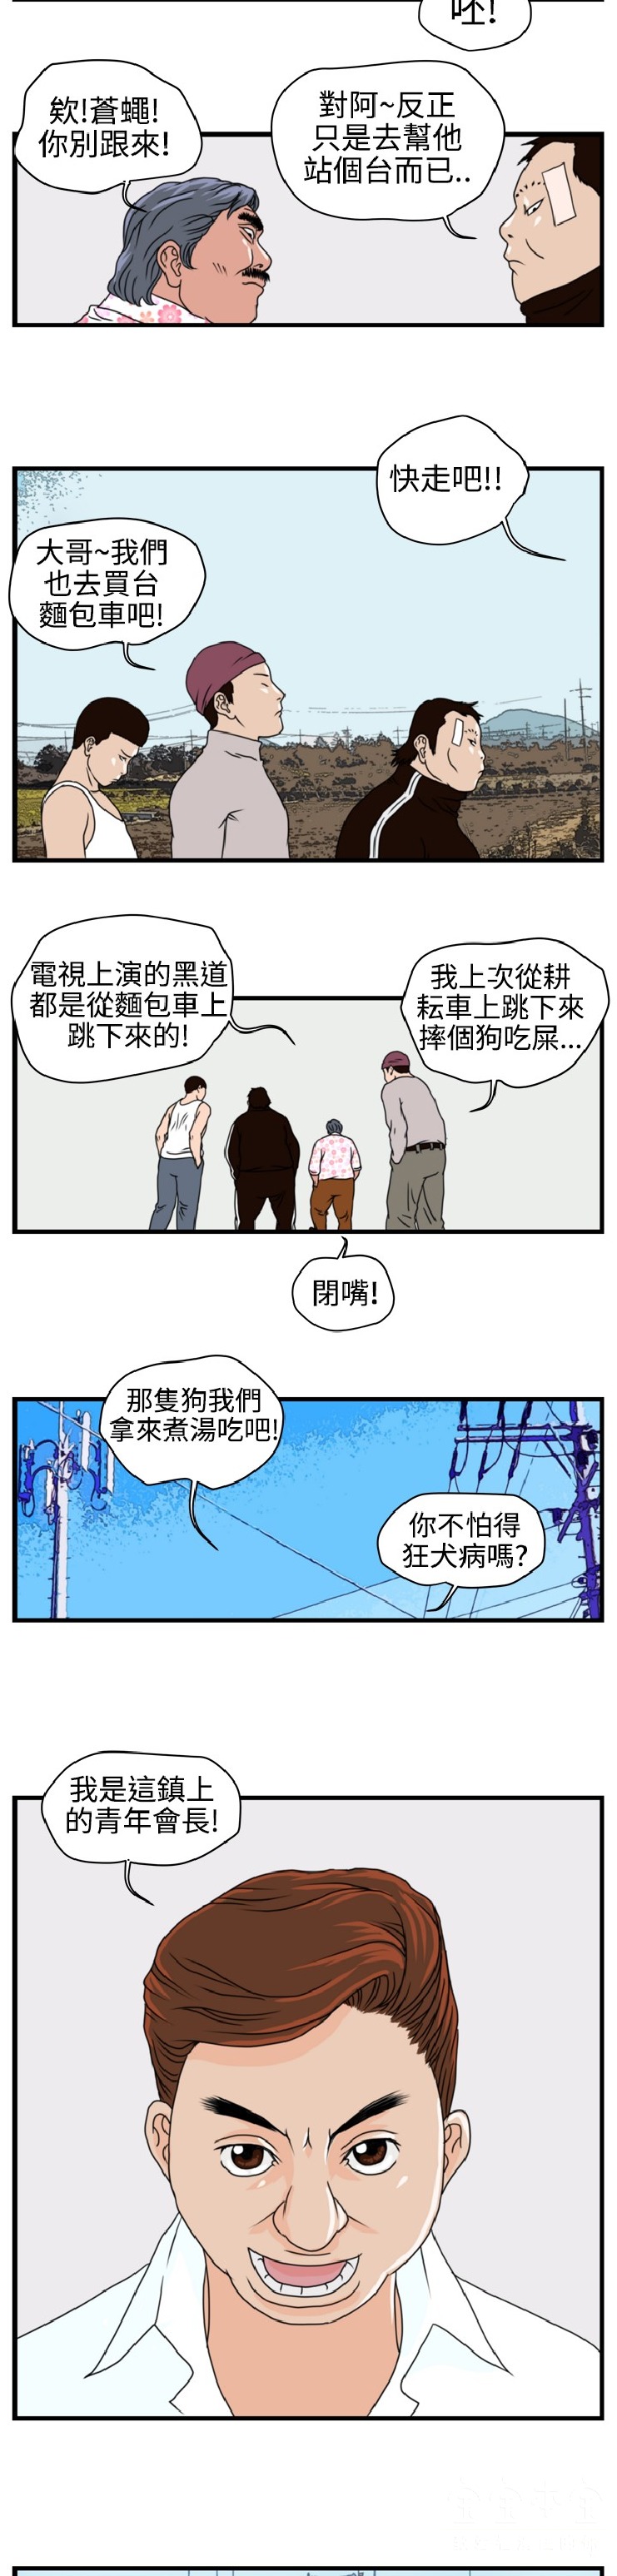 呸!
欸!蒼蠅!
你別跟來!
對阿~反正
只是去幫他
站個台而已..
快走吧!!
大哥~我們
也去買台
麵包車吧!
電視上演的黑道
都是從麵包車上
跳下來的!
我上次從耕
耘車上跳下來
摔個狗吃屎...
閉嘴!
那隻狗我們
拿來煮湯吃吧!
你不怕得
狂犬病嗎?
我是這鎮上
的青年會長!